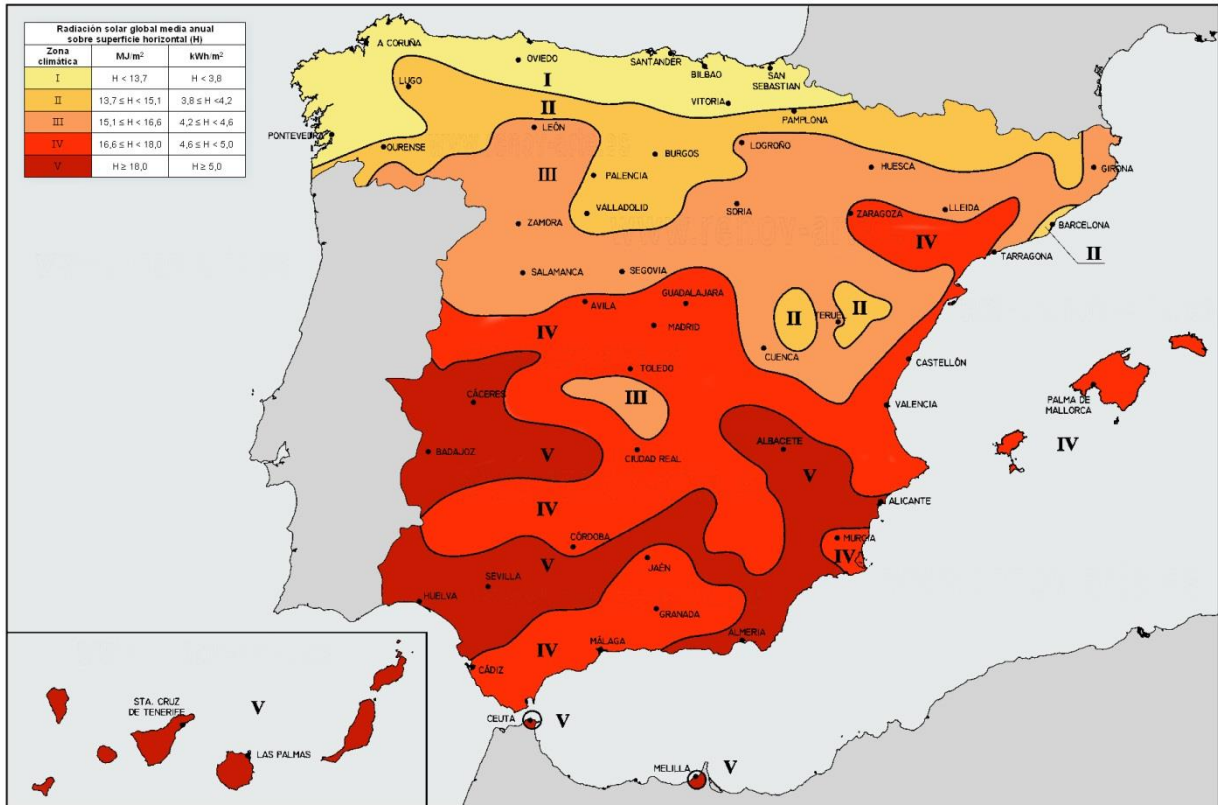 Radiación solar global media anual
sobre superficie horizontal (H)
Zona climática MJ/m² kWh/m²
I H < 13,7 H < 3,8
II 13,7 ≤ H < 15,1 3,8 ≤ H <4,2
III 15,1 ≤ H < 16,6 4,2 ≤ H < 4,6
IV 16,6 ≤ H < 18,0 4,6 ≤ H < 5,0
V H ≥ 18,0 H ≥ 5,0
A CORUÑA
OVIEDO
SANTANDER
BILBAO
SAN
SEBASTIAN
I
LUGO
VITORIA
II
PAMPLONA
LEÓN
PONTEVEDRA
OURENSE
BURGOS
LOGROÑO
HUESCA
GIRONA
III
PALENCIA
VALLADOLID
SORIA
ZARAGOZA
LLEIDA
ZAMORA
BARCELONA
IV
II
TARRAGONA
SALAMANCA
SEGOVIA
AVILA
GUADALAJARA
II
II
TERUEL
IV
MADRID
CUENCA
CASTELLÓN
TOLEDO
CÁCERES
III
VALENCIA
PALMA DE
MALLORCA
IV
BADAJOZ
V
CIUDAD REAL
ALBACETE
V
ALICANTE
IV
CÓRDOBA
MURCIA
IV
V
JAÉN
SEVILLA
HUELVA
GRANADA
ALMERIA
MÁLAGA
IV
CÁDIZ
CEUTA
V
MELILLA
V
STA. CRUZ
DE TENERIFE
V
LAS PALMAS